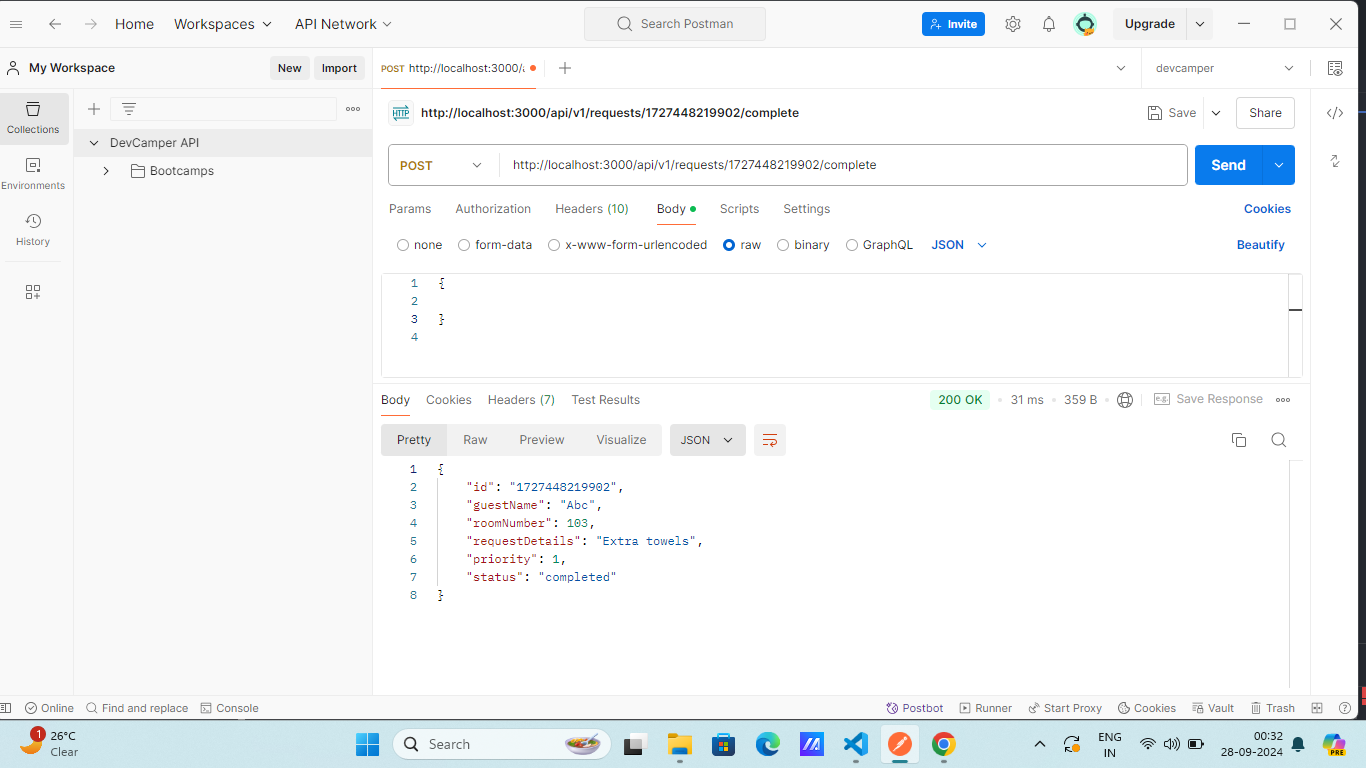 Home Workspaces API Network Search Postman Invite Upgrade
My Workspace New Import POST http://localhost:3000/a devcamper
Collections
Environments
History
DevCamper API
Bootcamps
HTTP http://localhost:3000/api/v1/requests/1727448219902/complete Save Share
POST http://localhost:3000/api/v1/requests/1727448219902/complete Send
Params Authorization Headers (10) Body Scripts Settings Cookies
none form-data x-www-form-urlencoded raw binary GraphQL JSON Beautify
1 {
2
3 }
4
Body Cookies Headers (7) Test Results 200 OK 31 ms 359 B e.g. Save Response
Pretty Raw Preview Visualize JSON
1 {
2 "id": "1727448219902",
3 "guestName": "Abc",
4 "roomNumber": 103,
5 "requestDetails": "Extra towels",
6 "priority": 1,
7 "status": "completed"
8 }
Online Find and replace Console Postbot Runner Start Proxy Cookies Vault Trash
1 26°C
Clear
Search
ENG
IN
00:32
28-09-2024
PRE